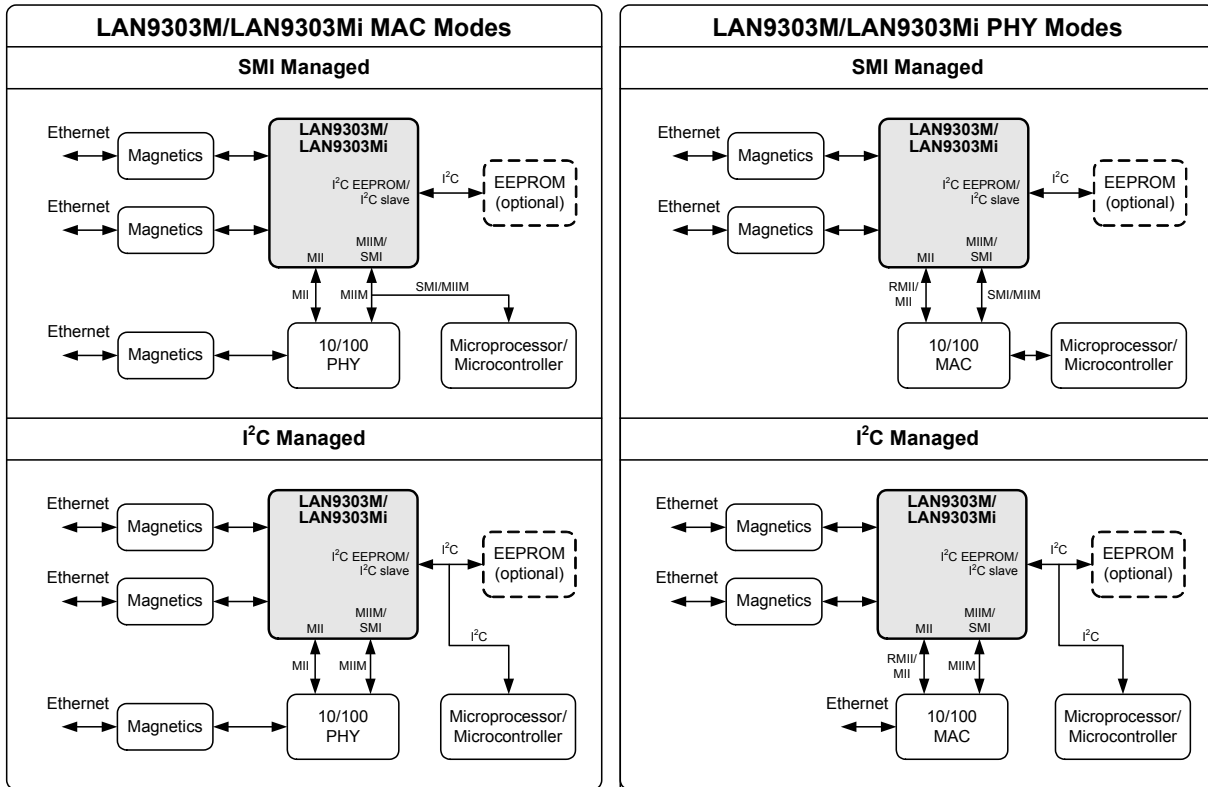 LAN9303M/LAN9303Mi MAC Modes
SMI Managed
Ethernet
Magnetics
Ethernet
Magnetics
LAN9303M/
LAN9303Mi
I²C EEPROM/
I²C slave
MIIM/
SMI
MII
I²C
EEPROM
(optional)
MII
MIIM
SMI/MIIM
Ethernet
Magnetics
10/100
PHY
Microprocessor/
Microcontroller
I²C Managed
Ethernet
Magnetics
Ethernet
Magnetics
LAN9303M/
LAN9303Mi
I²C EEPROM/
I²C slave
MIIM/
SMI
MII
I²C
EEPROM
(optional)
I²C
MII
MIIM
Ethernet
Magnetics
10/100
PHY
Microprocessor/
Microcontroller
LAN9303M/LAN9303Mi PHY Modes
SMI Managed
Ethernet
Magnetics
Ethernet
Magnetics
LAN9303M/
LAN9303Mi
I²C EEPROM/
I²C slave
MIIM/
SMI
MII
I²C
EEPROM
(optional)
RMII/
MII
SMI/MIIM
10/100
MAC
Microprocessor/
Microcontroller
I²C Managed
Ethernet
Magnetics
Ethernet
Magnetics
LAN9303M/
LAN9303Mi
I²C EEPROM/
I²C slave
MIIM/
SMI
MII
I²C
EEPROM
(optional)
I²C
RMII/
MII
MIIM
Ethernet
10/100
MAC
Microprocessor/
Microcontroller